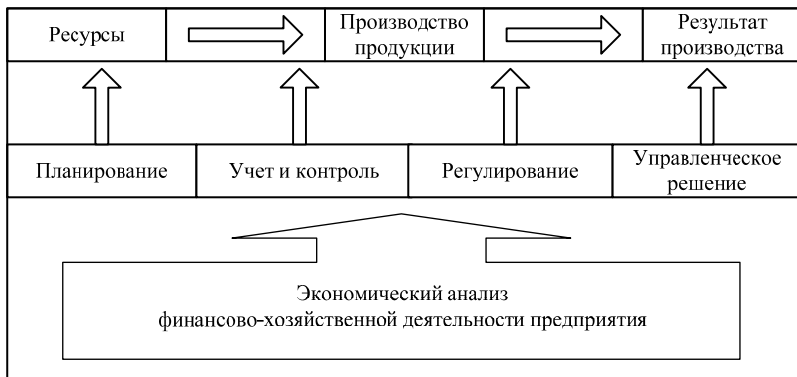 Ресурсы
Производство
продукции
Результат
производства
Планирование
Учет и контроль
Регулирование
Управленческое
решение
Экономический анализ
финансово-хозяйственной деятельности предприятия